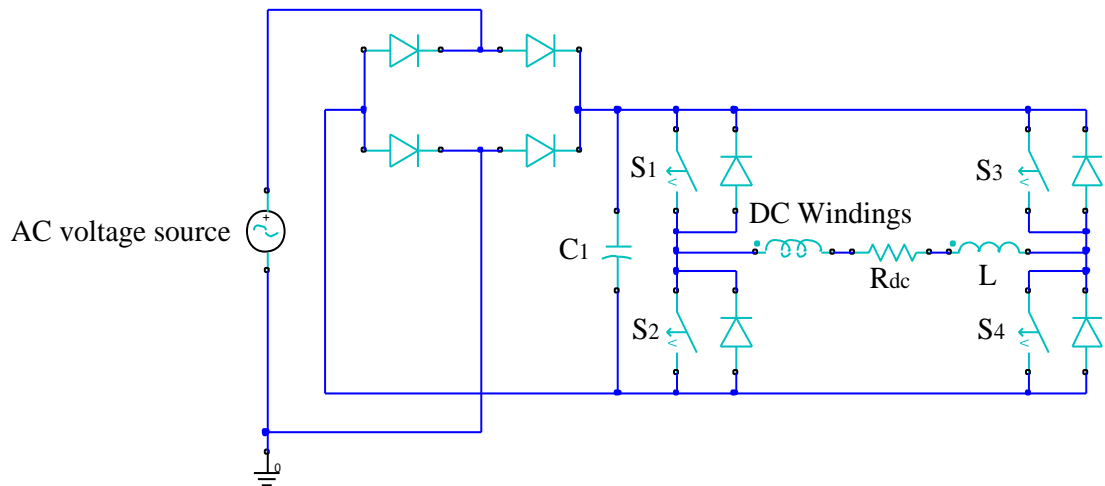 S1
S3
DC Windings
+
AC voltage source
C1
Rdc
L
S2
S4
0